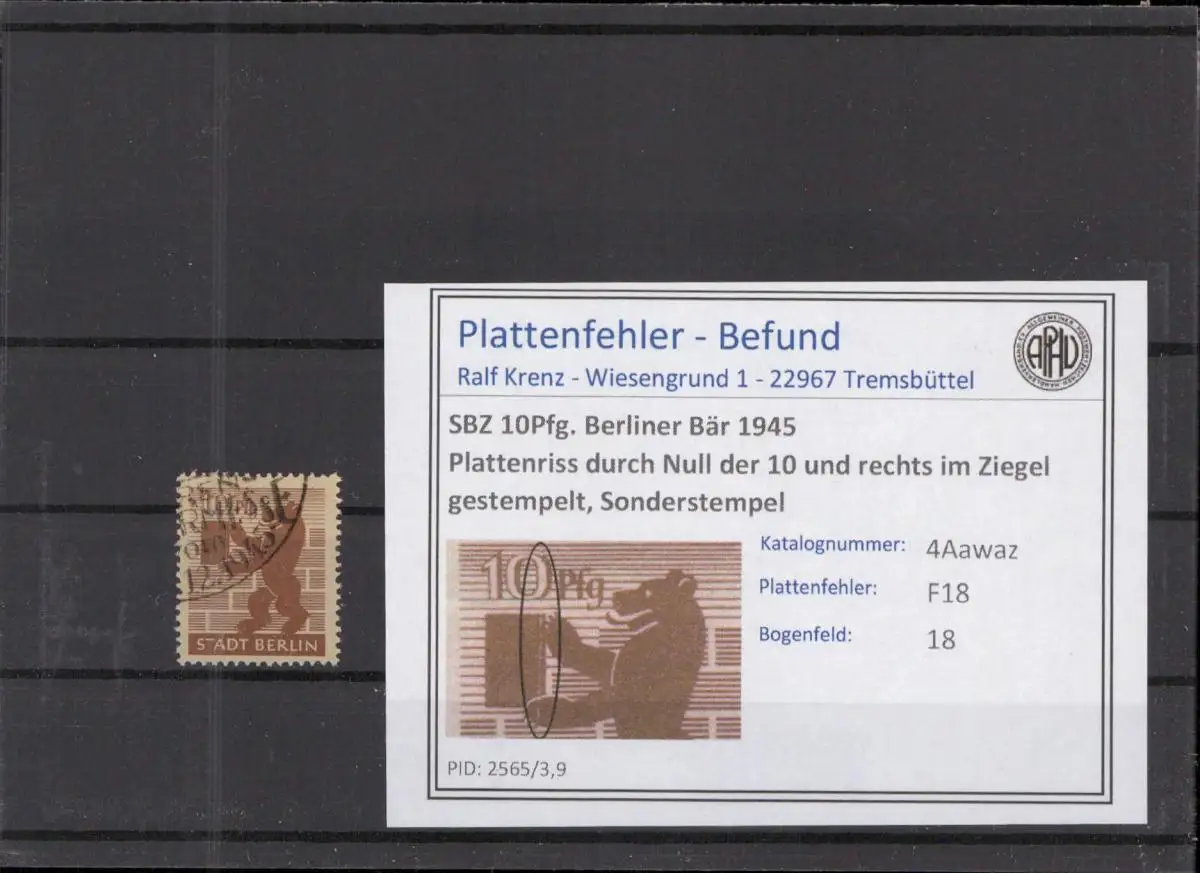 Plattenfehler - Befund
Ralf Krenz - Wiesengrund 1 - 22967 Tremsbüttel
APHV
SBZ 10Pfg. Berliner Bär 1945
Plattenriss durch Null der 10 und rechts im Ziegel
gestempelt, Sonderstempel
10 Pfg
Katalognummer: 4Aawaz
Plattenfehler: F18
Bogenfeld: 18
PID: 2565/3,9
STADT BERLIN